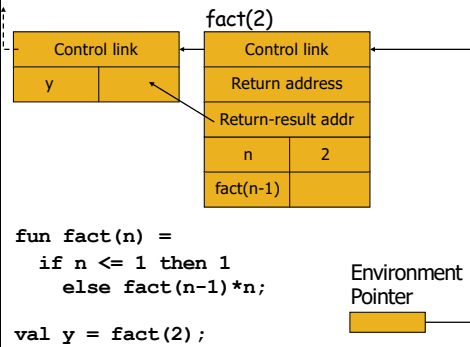 fact(2)
Control link
y
Control link
Return address
Return-result addr
n 2
fact(n-1)
fun fact(n) =
if n <= 1 then 1
else fact(n-1)*n;
val y = fact(2);
Environment
Pointer